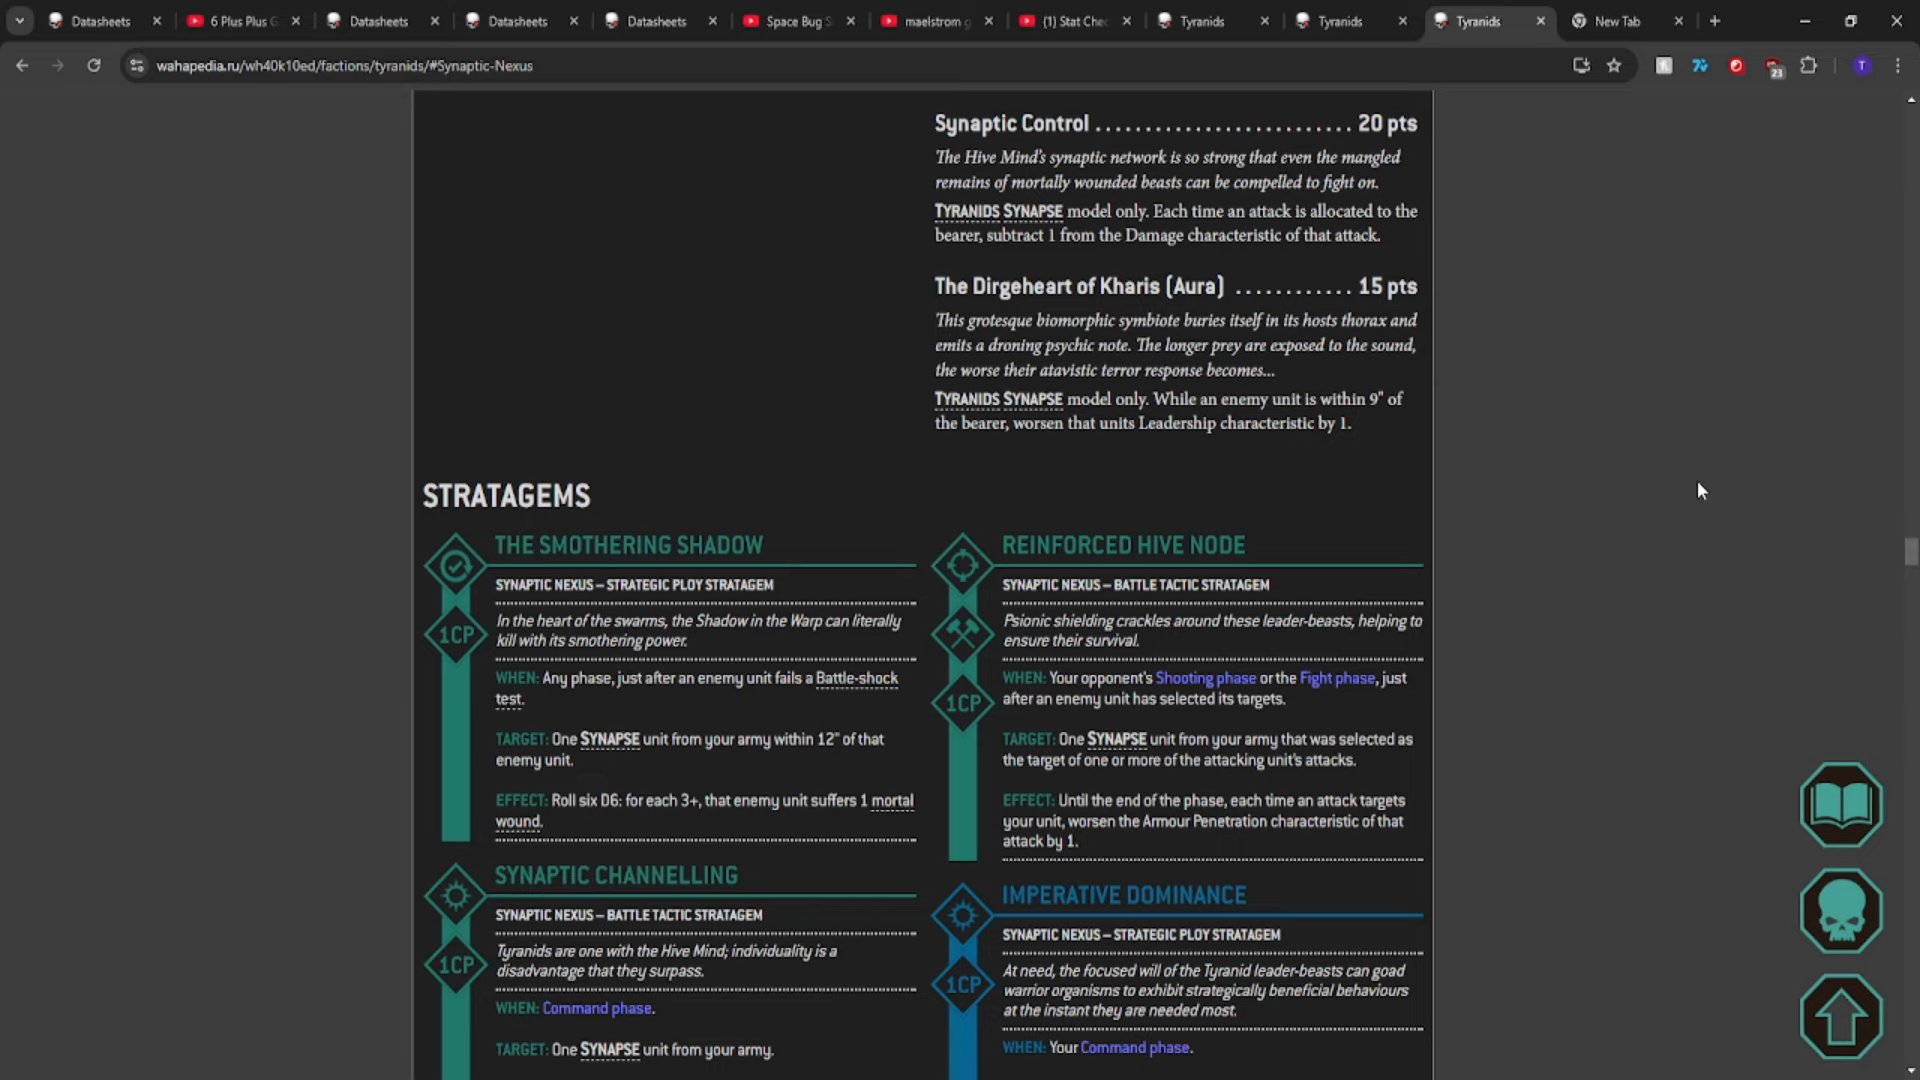 Datasheets
6 Plus Plus G
Datasheets
Datasheets
Datasheets
Space Bug S
maelstrom g
(1) Stat Chec
Tyranids
Tyranids
Tyranids
New Tab
wahapedia.ru/wh40k10ed/factions/tyranids/#Synaptic-Nexus
23
T
Synaptic Control .......................... 20 pts
The Hive Mind's synaptic network is so strong that even the mangled
remains of mortally wounded beasts can be compelled to fight on.
TYRANIDS SYNAPSE model only. Each time an attack is allocated to the
bearer, subtract 1 from the Damage characteristic of that attack.
The Dirgeheart of Kharis (Aura) ............ 15 pts
This grotesque biomorphic symbiote buries itself in its hosts thorax and
emits a droning psychic note. The longer prey are exposed to the sound,
the worse their atavistic terror response becomes...
TYRANIDS SYNAPSE model only. While an enemy unit is within 9" of
the bearer, worsen that units Leadership characteristic by 1.
STRATAGEMS
THE SMOTHERING SHADOW
SYNAPTIC NEXUS – STRATEGIC PLOY STRATAGEM
In the heart of the swarms, the Shadow in the Warp can literally
kill with its smothering power.
1CP
WHEN: Any phase, just after an enemy unit fails a Battle-shock
test.
TARGET: One SYNAPSE unit from your army within 12" of that
enemy unit.
EFFECT: Roll six D6: for each 3+, that enemy unit suffers 1 mortal
wound.
SYNAPTIC CHANNELLING
SYNAPTIC NEXUS – BATTLE TACTIC STRATAGEM
Tyranids are one with the Hive Mind; individuality is a
disadvantage that they surpass.
1CP
WHEN: Command phase.
TARGET: One SYNAPSE unit from your army.
REINFORCED HIVE NODE
SYNAPTIC NEXUS – BATTLE TACTIC STRATAGEM
Psionic shielding crackles around these leader-beasts, helping to
ensure their survival.
1CP
WHEN: Your opponent's Shooting phase or the Fight phase, just
after an enemy unit has selected its targets.
TARGET: One SYNAPSE unit from your army that was selected as
the target of one or more of the attacking unit's attacks.
EFFECT: Until the end of the phase, each time an attack targets
your unit, worsen the Armour Penetration characteristic of that
attack by 1.
IMPERATIVE DOMINANCE
SYNAPTIC NEXUS – STRATEGIC PLOY STRATAGEM
At need, the focused will of the Tyranid leader-beasts can goad
warrior organisms to exhibit strategically beneficial behaviours
at the instant they are needed most.
1CP
WHEN: Your Command phase.